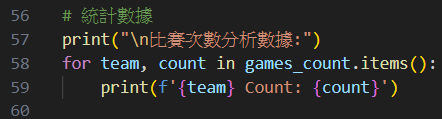 56 # 統計數據
57 print("\n比賽次數分析數據:")
58 for team, count in games_count.items():
59     print(f'{team} Count: {count}')
60